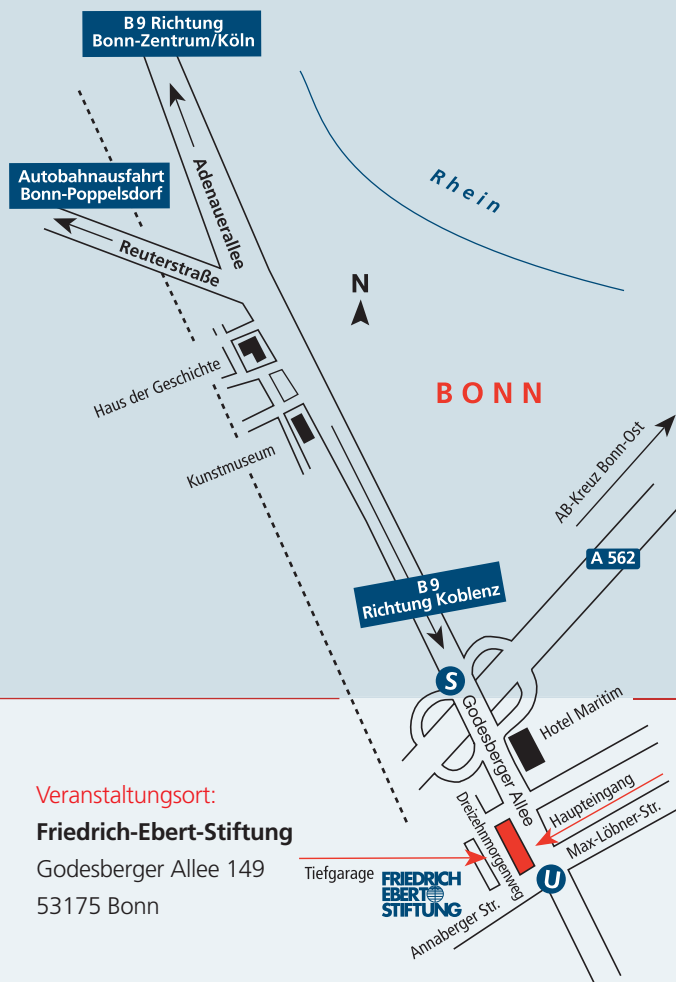 B 9 Richtung
Bonn-Zentrum/Köln
Autobahnausfahrt
Bonn-Poppelsdorf
Adenauerallee
Reuterstraße
Rhein
N
Haus der Geschichte
BONN
Kunstmuseum
AB-Kreuz Bonn-Ost
A 562
B 9
Richtung Koblenz
S
Godesberger Allee
Hotel Maritim
Haupteingang
Max-Löbner-Str.
Dreizehnmorgenweg
Veranstaltungsort:
Friedrich-Ebert-Stiftung
Godesberger Allee 149
53175 Bonn
Tiefgarage
FRIEDRICH
EBERT
STIFTUNG
U
Annaberger Str.